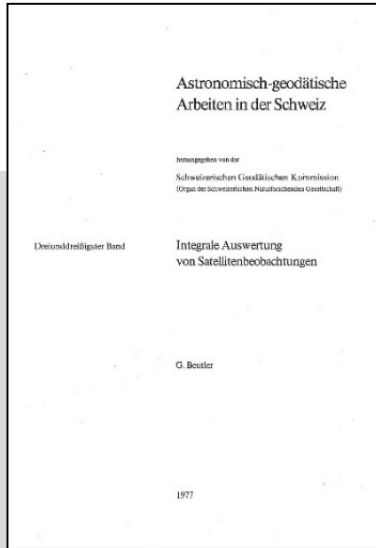 Astronomisch-geodätische
Arbeiten in der Schweiz
herausgegeben von der
Schweizerischen Geodätischen Kommission
(Organ der Schweizerischen Naturforschenden Gesellschaft)
Dreiunddreißigster Band
Integrale Auswertung
von Satellitenbeobachtungen
G. Beutler
1977